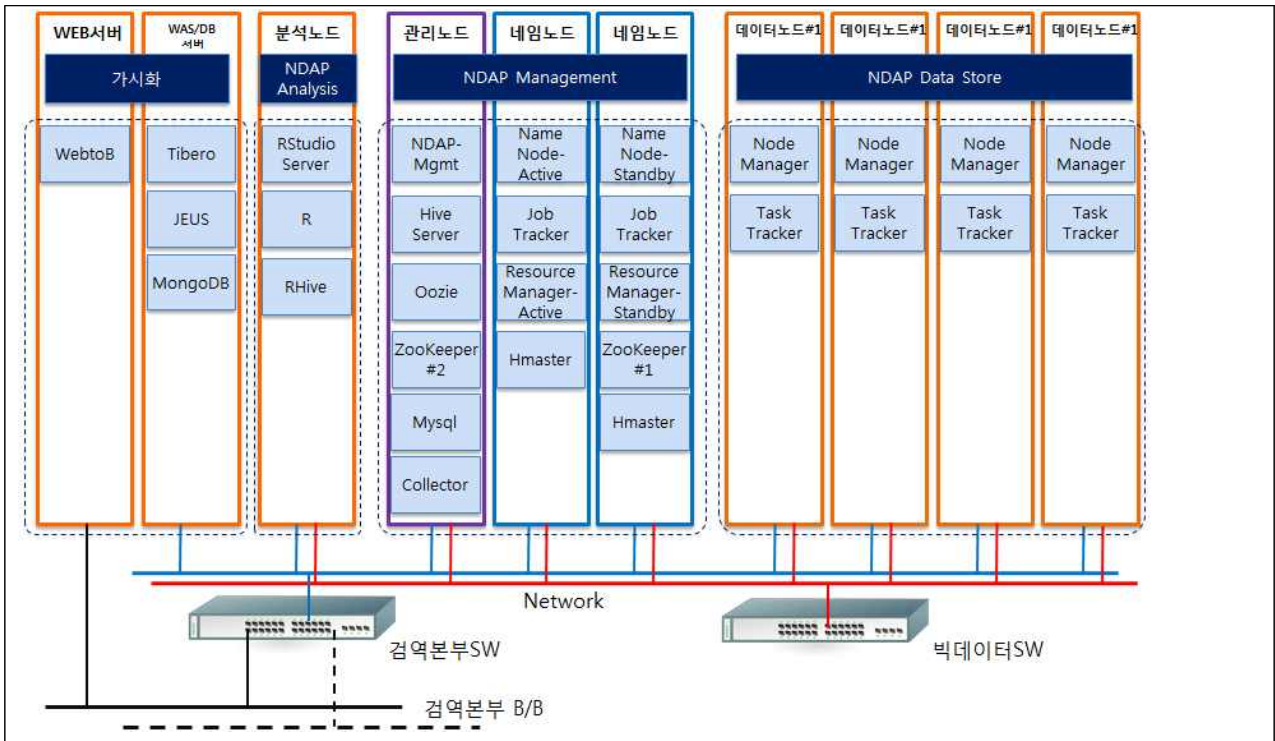 WEB서버
WAS/DB
서버
분석노드
관리노드
네임노드
네임노드
데이터노드#1
데이터노드#1
데이터노드#1
데이터노드#1
가시화
NDAP
Analysis
NDAP Management
NDAP Data Store
WebtoB
Tibero
JEUS
MongoDB
RStudio
Server
R
RHive
NDAP-
Mgmt
Hive
Server
Oozie
ZooKeeper
#2
Mysql
Collector
Name
Node-
Active
Job
Tracker
Resource
Manager-
Active
Hmaster
Name
Node-
Standby
Job
Tracker
Resource
Manager-
Standby
ZooKeeper
#1
Hmaster
Node
Manager
Task
Tracker
Node
Manager
Task
Tracker
Node
Manager
Task
Tracker
Node
Manager
Task
Tracker
Network
검역본부SW
빅데이터SW
검역본부 B/B